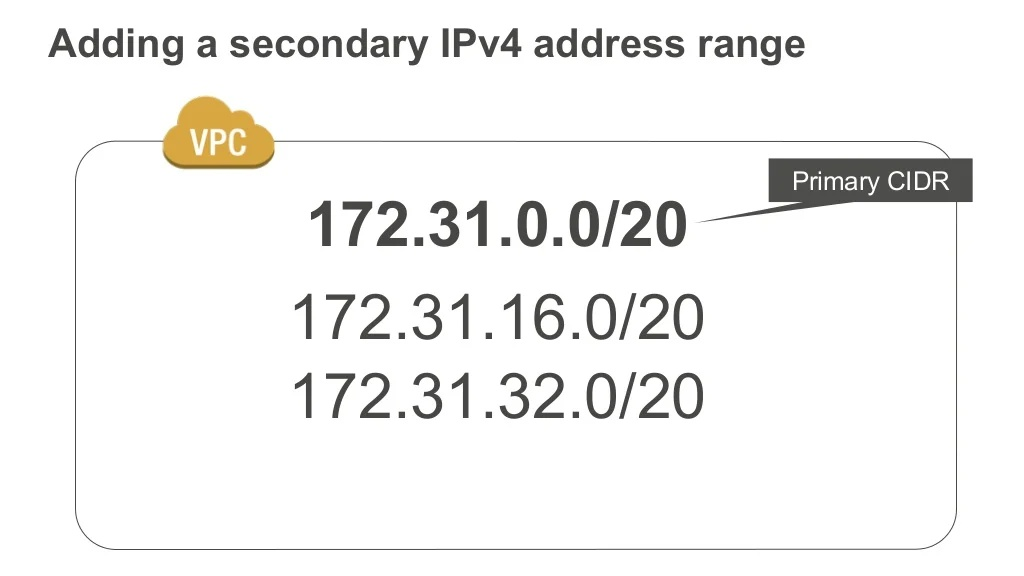 Adding a secondary IPv4 address range
VPC
Primary CIDR
172.31.0.0/20
172.31.16.0/20
172.31.32.0/20